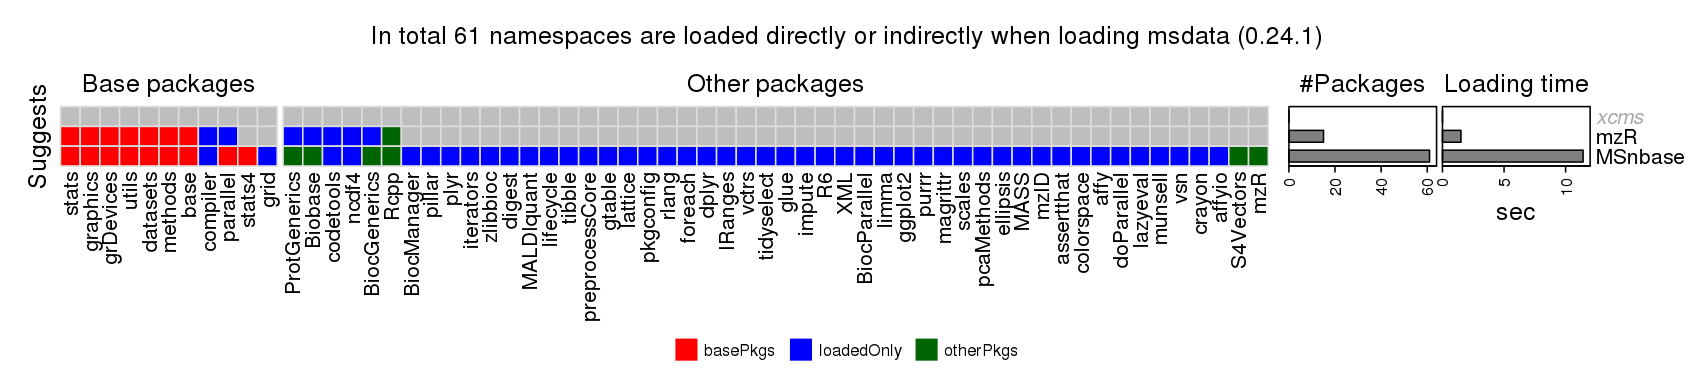 In total 61 namespaces are loaded directly or indirectly when loading msdata (0.24.1)
Base packages
Other packages
#Packages
Loading time
Suggests
xcms
mzR
MSnbase
stats
graphics
grDevices
utils
datasets
methods
base
compiler
parallel
stats4
grid
ProtGenerics
Biobase
codetools
ncdf4
BiocGenerics
Rcpp
BiocManager
pillar
plyr
iterators
zlibbioc
digest
MALDIquant
lifecycle
tibble
preprocessCore
gtable
lattice
pkgconfig
rlang
foreach
dplyr
IRanges
vctrs
tidyselect
glue
impute
R6
XML
BiocParallel
limma
ggplot2
purrr
magrittr
scales
pcaMethods
ellipsis
MASS
mzID
assertthat
colorspace
affy
doParallel
lazyeval
munsell
vsn
crayon
affyio
S4Vectors
mzR
0
20
40
60
0
5
10
sec
basePkgs
loadedOnly
otherPkgs